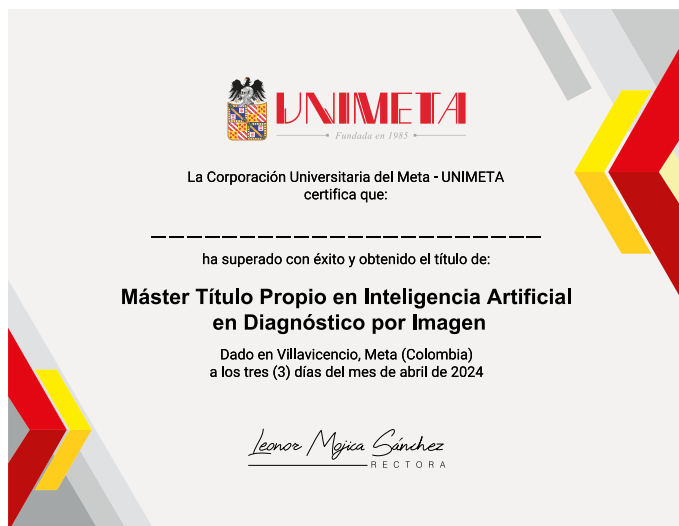 UNIMETA
Fundada en 1985
La Corporación Universitaria del Meta - UNIMETA
certifica que:
ha superado con éxito y obtenido el título de:
Máster Título Propio en Inteligencia Artificial
en Diagnóstico por Imagen
Dado en Villavicencio, Meta (Colombia)
a los tres (3) días del mes de abril de 2024
Leonor Mojica Sánchez
RECTORA